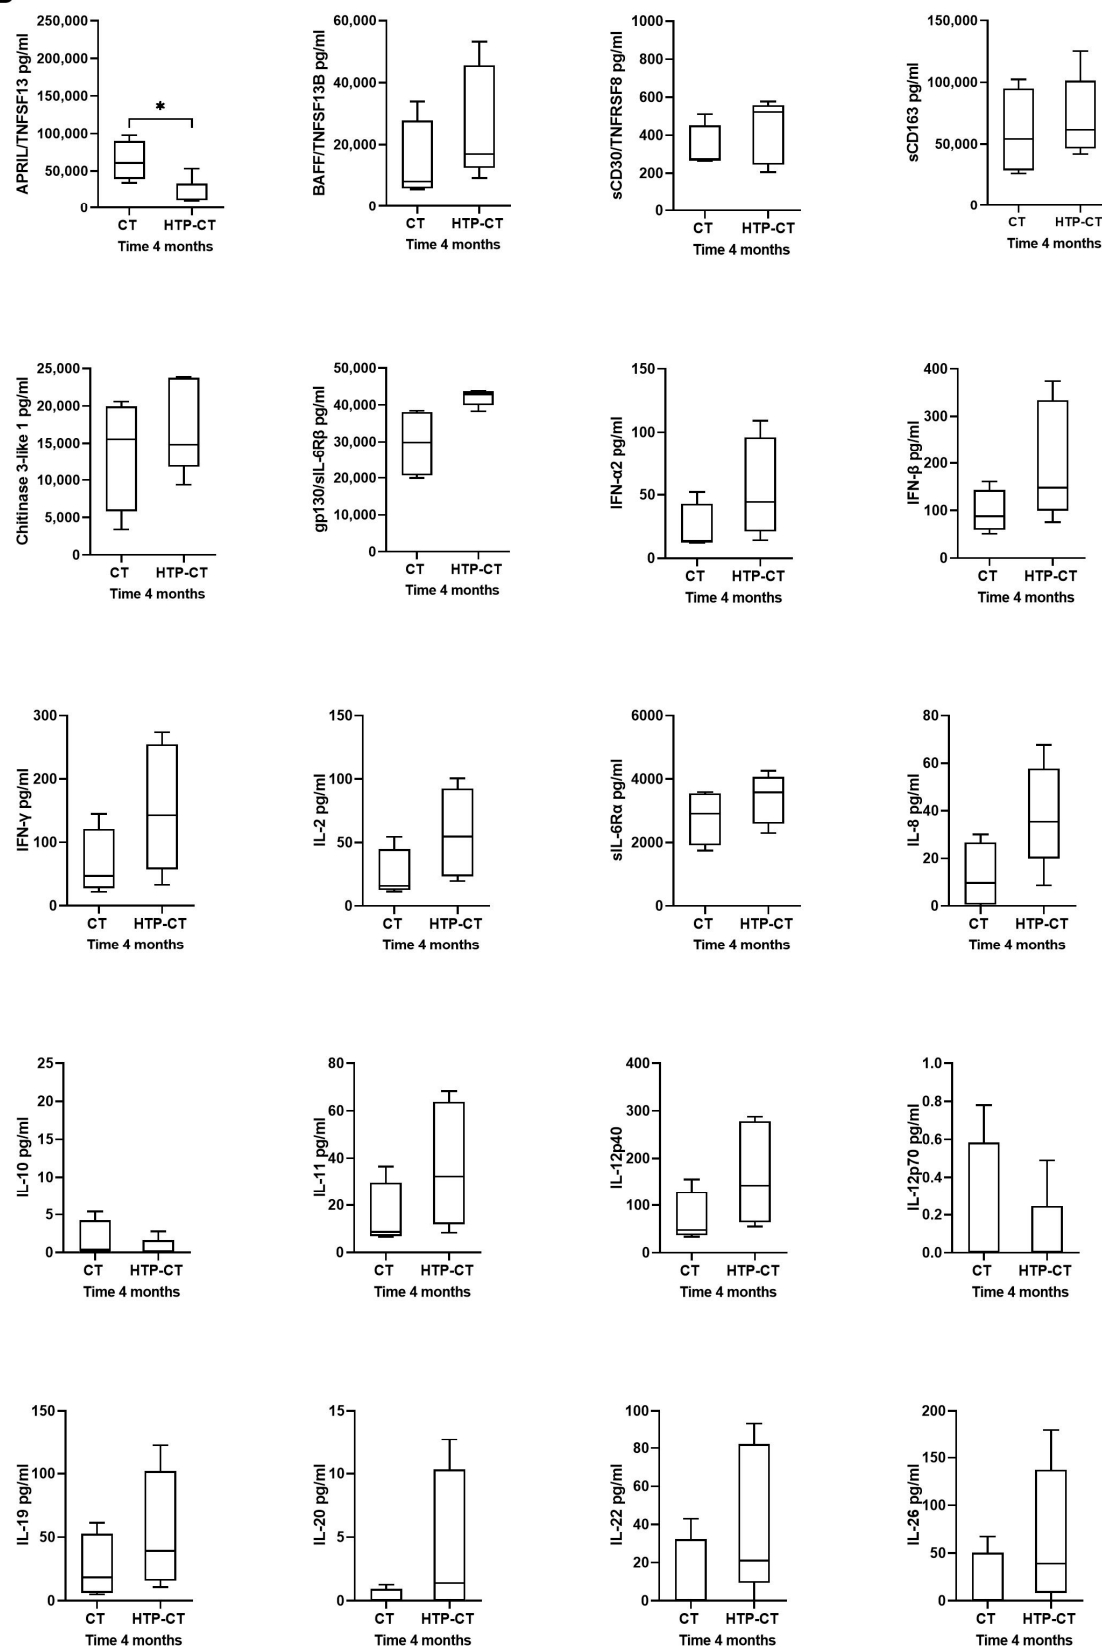 APRIL/TNFSF13 pg/ml
250,000
200,000
150,000
100,000
50,000
0
*
CT HTP-CT
Time 4 months
BAFF/TNFSF13B pg/ml
60,000
40,000
20,000
0
CT HTP-CT
Time 4 months
sCD30/TNFRSF8 pg/ml
1000
800
600
400
200
0
CT HTP-CT
Time 4 months
sCD163 pg/ml
150,000
100,000
50,000
0
CT HTP-CT
Time 4 months
Chitinase 3-like 1 pg/ml
25,000
20,000
15,000
10,000
5,000
0
CT HTP-CT
Time 4 months
gp130/sIL-6Rβ pg/ml
50,000
40,000
30,000
20,000
10,000
0
CT HTP-CT
Time 4 months
IFN-α2 pg/ml
150
100
50
0
CT HTP-CT
Time 4 months
IFN-β pg/ml
400
300
200
100
0
CT HTP-CT
Time 4 months
IFN-γ pg/ml
300
200
100
0
CT HTP-CT
Time 4 months
IL-2 pg/ml
150
100
50
0
CT HTP-CT
Time 4 months
sIL-6Rα pg/ml
6000
4000
2000
0
CT HTP-CT
Time 4 months
IL-8 pg/ml
80
60
40
20
0
CT HTP-CT
Time 4 months
IL-10 pg/ml
25
20
15
10
5
0
CT HTP-CT
Time 4 months
IL-11 pg/ml
80
60
40
20
0
CT HTP-CT
Time 4 months
IL-12p40
400
300
200
100
0
CT HTP-CT
Time 4 months
IL-12p70 pg/ml
1.0
0.8
0.6
0.4
0.2
0.0
CT HTP-CT
Time 4 months
IL-19 pg/ml
150
100
50
0
CT HTP-CT
Time 4 months
IL-20 pg/ml
15
10
5
0
CT HTP-CT
Time 4 months
IL-22 pg/ml
100
80
60
40
20
0
CT HTP-CT
Time 4 months
IL-26 pg/ml
200
150
100
50
0
CT HTP-CT
Time 4 months